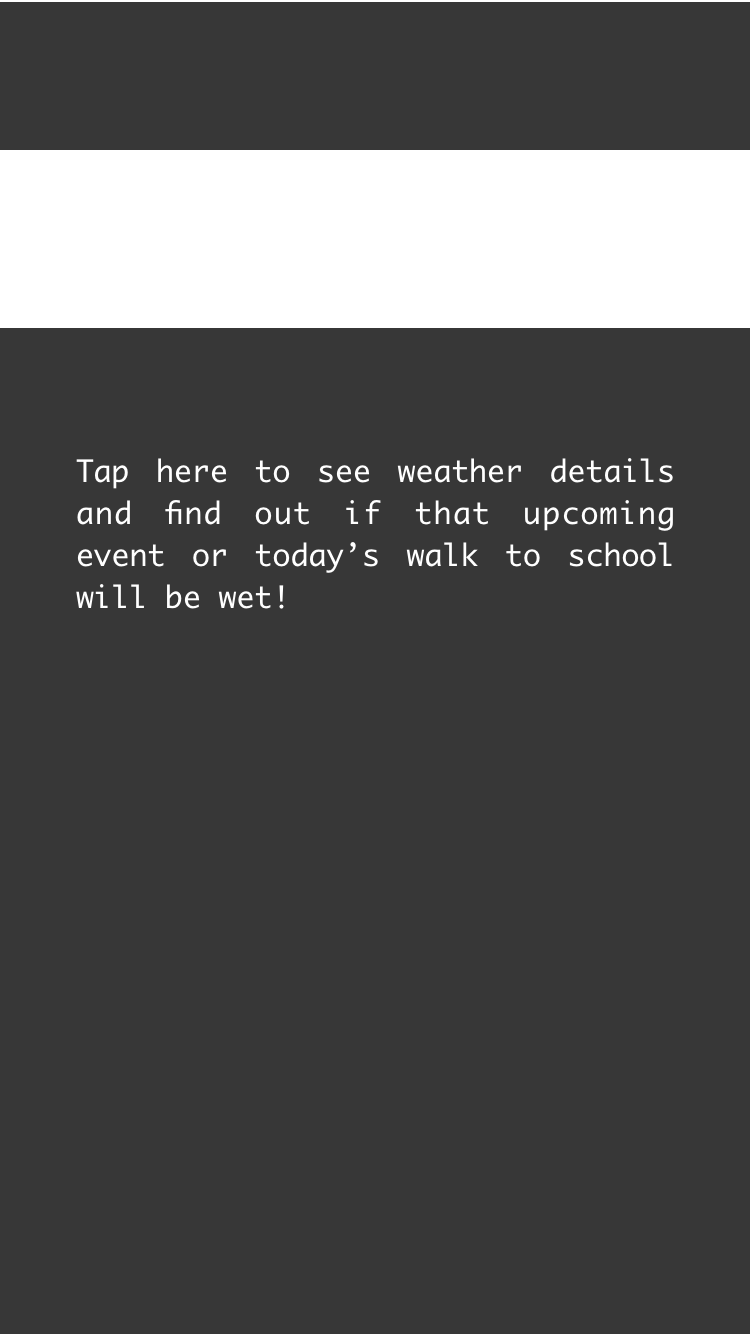 Tap here to see weather details
and find out if that upcoming
event or today’s walk to school
will be wet!